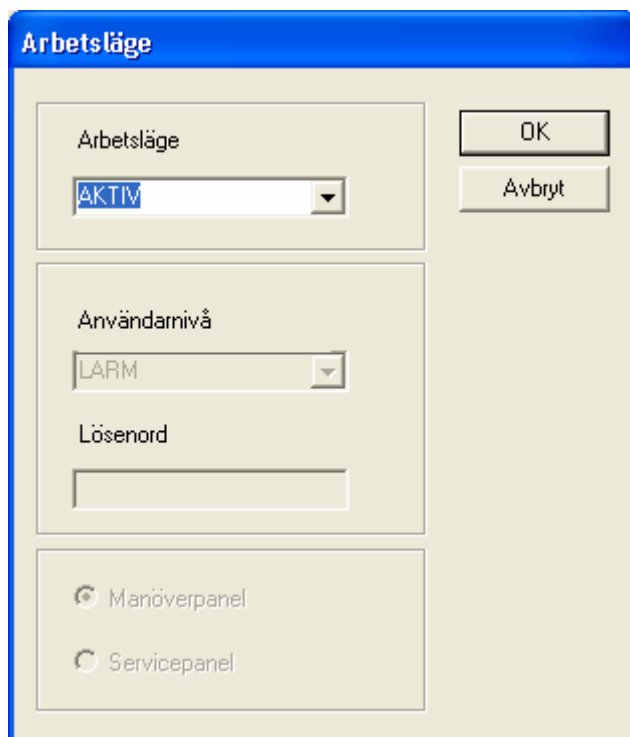 Arbetsläge
Arbetsläge
AKTIV
OK
Avbryt
Användarnivå
LARM
Lösenord
Manöverpanel
Servicepanel